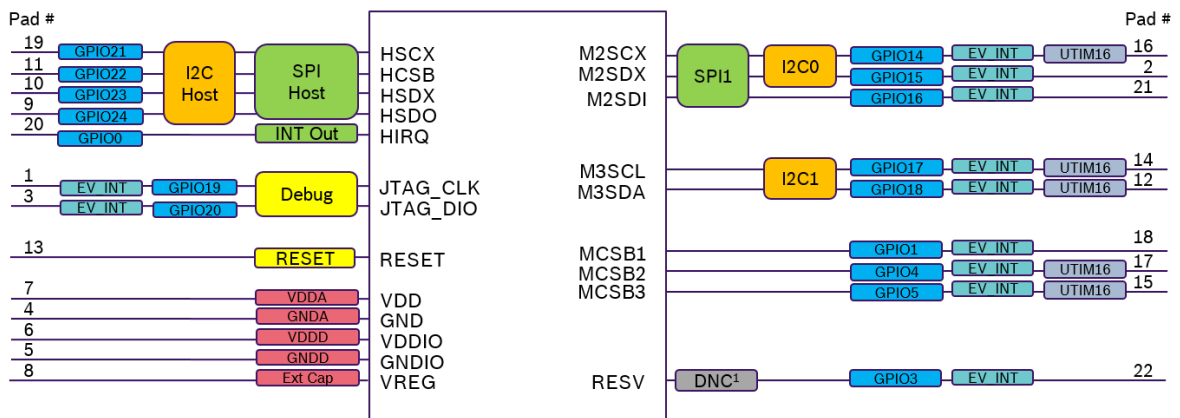 Pad #
19 GPIO21 HSCX
11 GPIO22 HCSB
10 GPIO23 HSDX
9 GPIO24 HSDO
I2C
Host
SPI
Host
20 GPIO0 INT Out HIRQ
1 EV_INT GPIO19 JTAG_CLK
3 EV_INT GPIO20 JTAG_DIO
Debug
13 RESET RESET
7 VDDA VDD
4 GNDA GND
6 VDDD VDDIO
5 GNDD GNDIO
8 Ext Cap VREG
Pad #
M2SCX GPIO14 EV_INT UTIM16 16
M2SDX GPIO15 EV_INT 2
M2SDI GPIO16 EV_INT 21
SPI1
I2C0
M3SCL GPIO17 EV_INT UTIM16 14
M3SDA GPIO18 EV_INT UTIM16 12
I2C1
MCSB1 GPIO1 EV_INT 18
MCSB2 GPIO4 EV_INT UTIM16 17
MCSB3 GPIO5 EV_INT UTIM16 15
RESV DNC¹ GPIO3 EV_INT 22